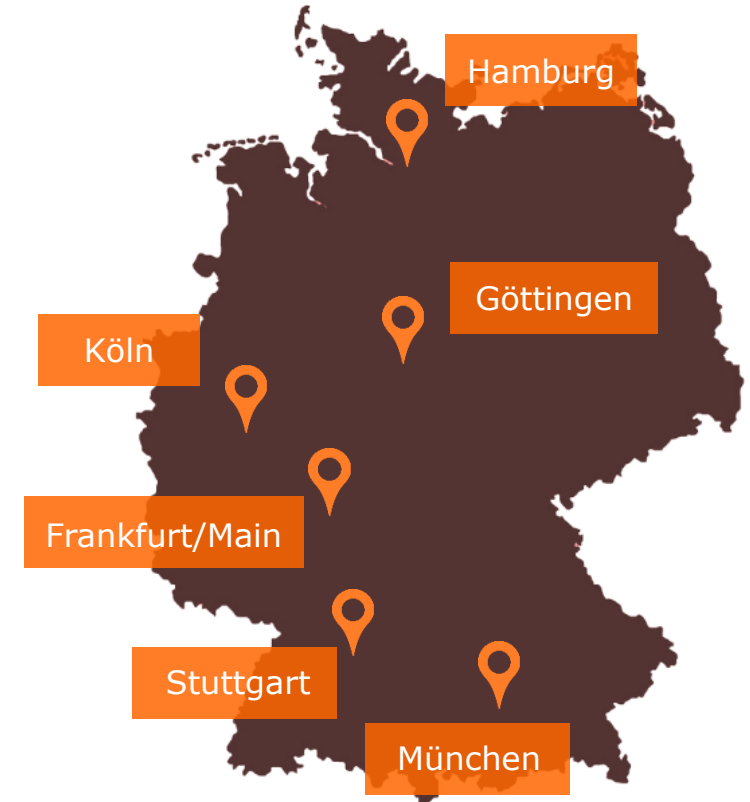 Hamburg
Göttingen
Köln
Frankfurt/Main
Stuttgart
München